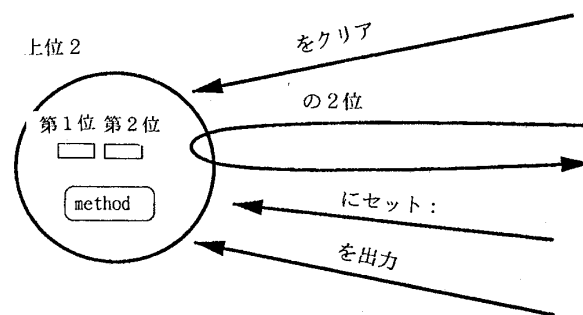 をクリア
上位2
の2位
第1位 第2位
method
にセット:
を出力